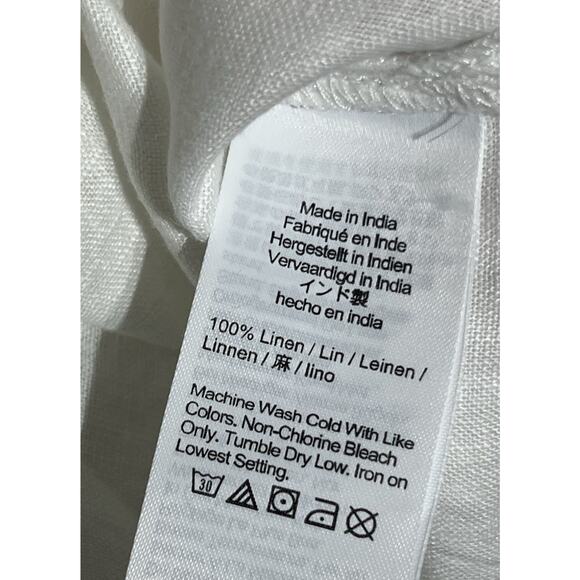 Made in India
Fabriqué en Inde
Hergestellt in Indien
Vervaardigd in India
インド製
hecho en india
100% Linen / Lin / Leinen /
Linnen / 麻 / lino
Machine Wash Cold With Like
Colors. Non-Chlorine Bleach
Only. Tumble Dry Low. Iron on
Lowest Setting.
30